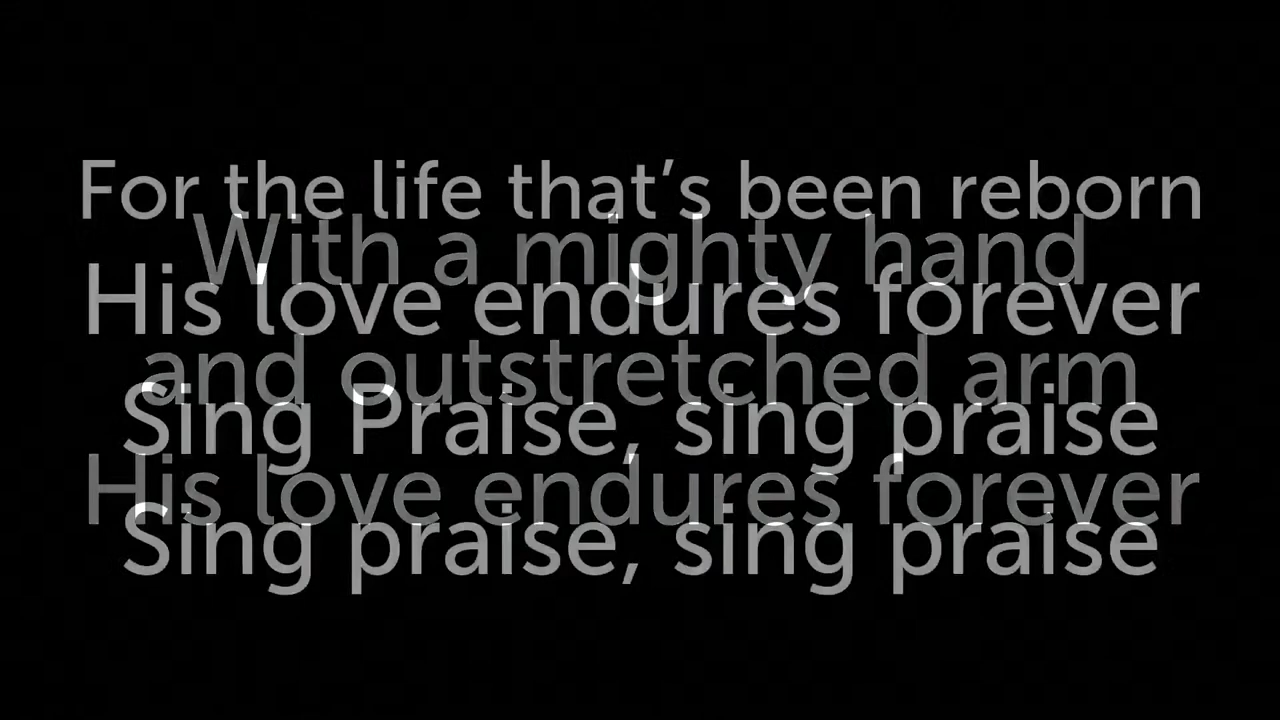 For the life that’s been reborn
With a mighty hand
His love endures forever
and outstretched arm
Sing Praise, sing praise
His love endures forever
Sing praise, sing praise